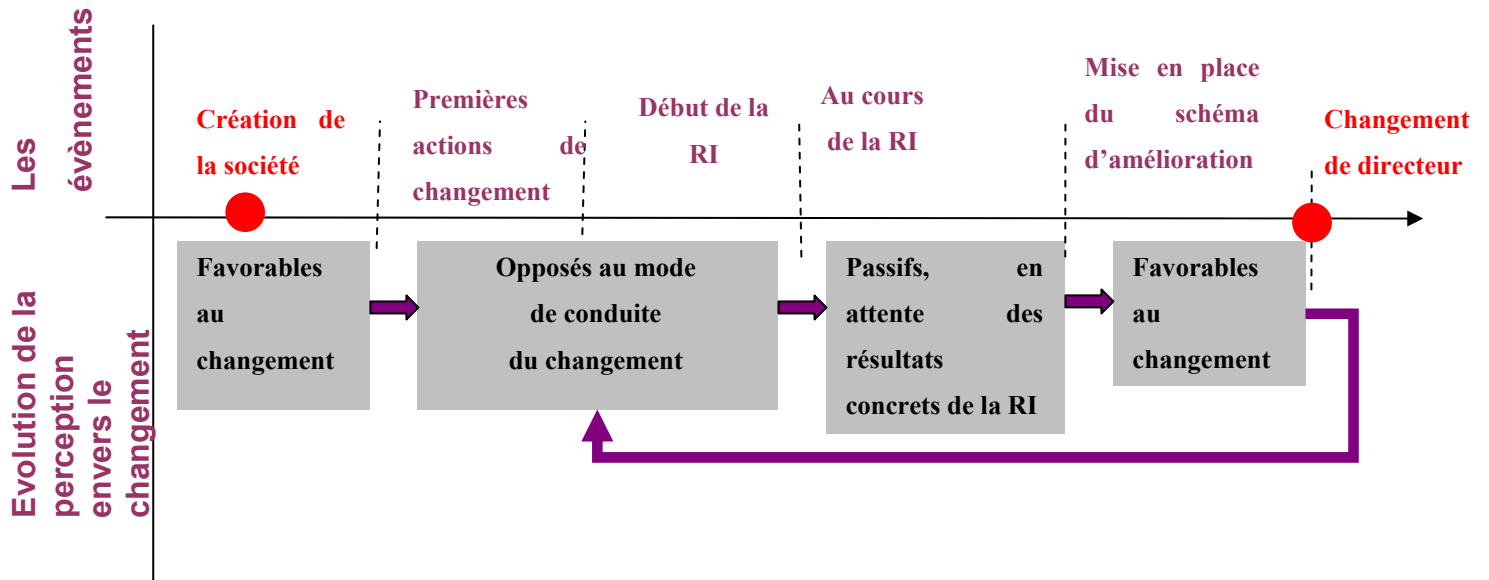 Les
évènements
Création de
la société
Premières
actions de
changement
Début de la
RI
Au cours
de la RI
Mise en place
du schéma
d’amélioration
Changement
de directeur
Evolution de la
perception
envers le
changement
Favorables
au
changement
Opposés au mode
de conduite
du changement
Passifs, en
attente des
résultats
concrets de la RI
Favorables
au
changement